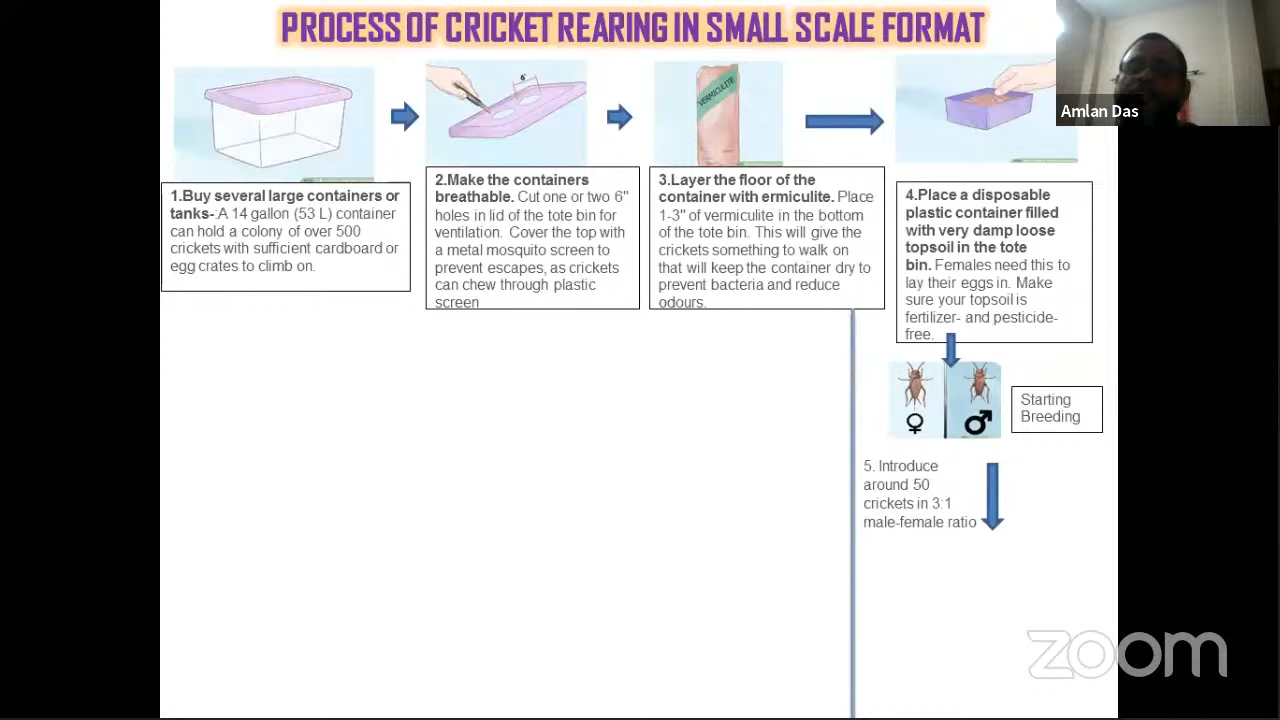 PROCESS OF CRICKET REARING IN SMALL SCALE FORMAT
Amlan Das
6"
VERMICULITE
1.Buy several large containers or
tanks-:A 14 gallon (53 L) container
can hold a colony of over 500
crickets with sufficient cardboard or
egg crates to climb on.
2.Make the containers
breathable. Cut one or two 6"
holes in lid of the tote bin for
ventilation. Cover the top with
a metal mosquito screen to
prevent escapes, as crickets
can chew through plastic
screen
3.Layer the floor of the
container with ermiculite. Place
1-3" of vermiculite in the bottom
of the tote bin. This will give the
crickets something to walk on
that will keep the container dry to
prevent bacteria and reduce
odours.
4.Place a disposable
plastic container filled
with very damp loose
topsoil in the tote
bin. Females need this to
lay their eggs in. Make
sure your topsoil is
fertilizer- and pesticide-
free.
♀ ♂
Starting
Breeding
5. Introduce
around 50
crickets in 3:1
male-female ratio
zoom